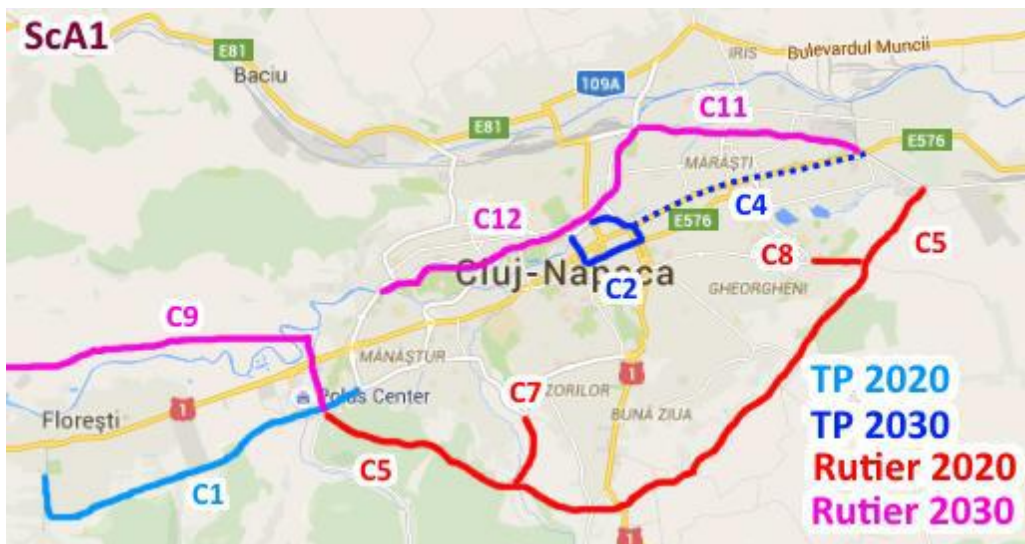 ScA1
E81
Baciu
109A
E81
IRIS
Bulevardul Muncii
C11
MĂRĂȘTI
E576
C4
E576
C12
Cluj-Napoca
C2
C8
C5
GHEORGHENI
C9
MĂNĂȘTUR
Polus Center
Florești
1
C7
ZORILOR
BUNĂ ZIUA
1
C5
C1
1
TP 2020
TP 2030
Rutier 2020
Rutier 2030